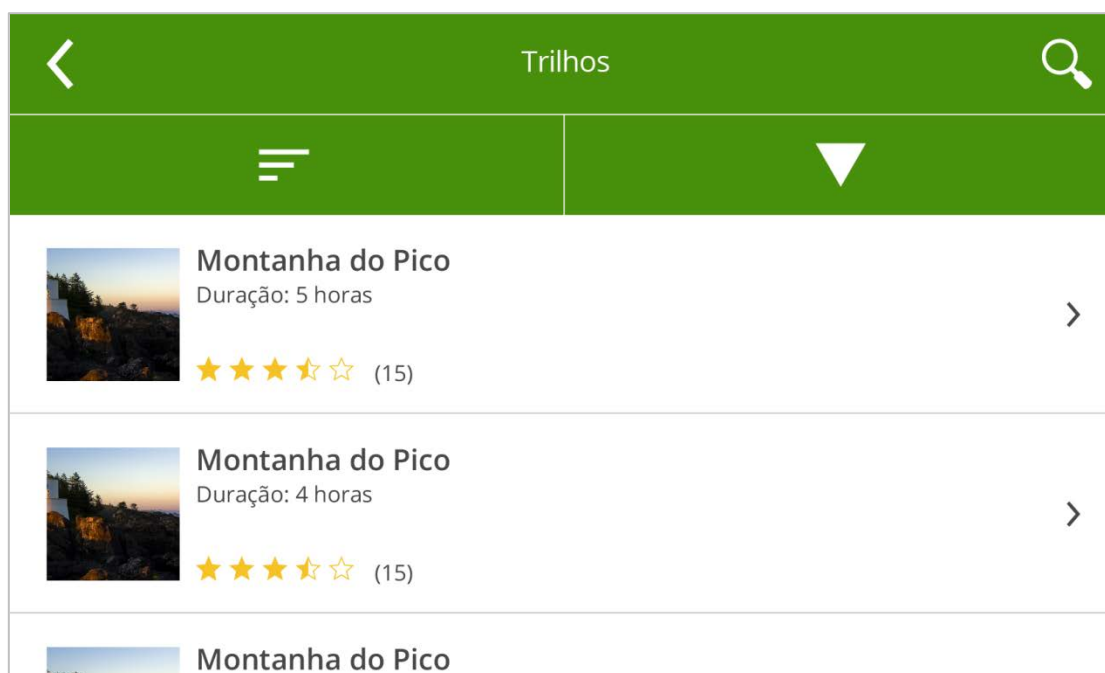 Trilhos
Montanha do Pico
Duração: 5 horas
(15)
Montanha do Pico
Duração: 4 horas
(15)
Montanha do Pico